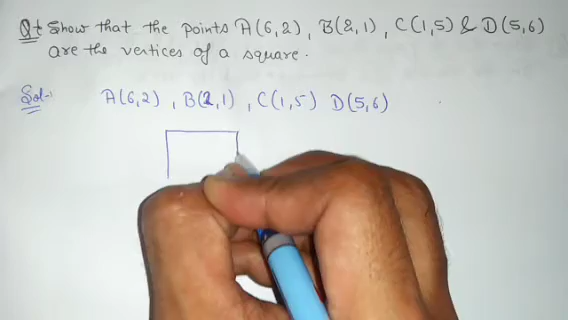 Q1 Show that the points A(6,2), B(2,1), C(1,5) & D(5,6)
are the vertices of a square.
Sol:- A(6,2), B(2,1), C(1,5) D(5,6)